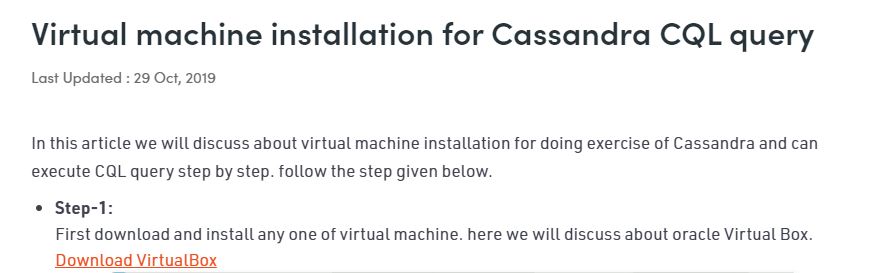 Virtual machine installation for Cassandra CQL query
Last Updated : 29 Oct, 2019
In this article we will discuss about virtual machine installation for doing exercise of Cassandra and can
execute CQL query step by step. follow the step given below.
• Step-1:
First download and install any one of virtual machine. here we will discuss about oracle Virtual Box.
Download VirtualBox